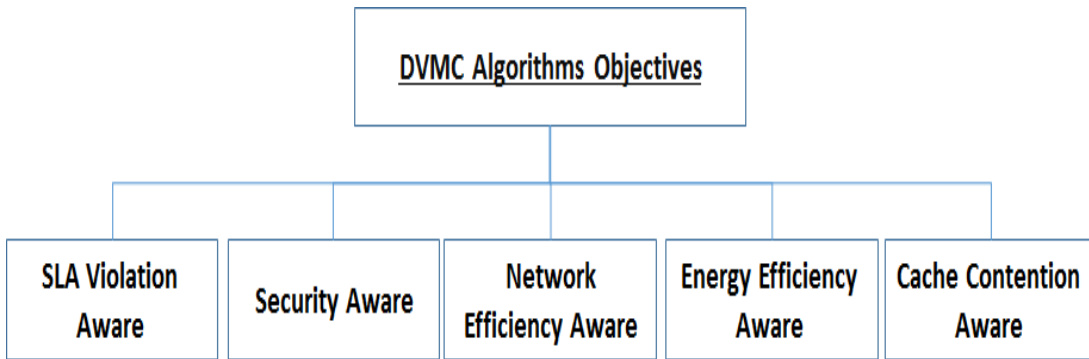 DVMC Algorithms Objectives
SLA Violation
Aware
Security Aware
Network
Efficiency Aware
Energy Efficiency
Aware
Cache Contention
Aware